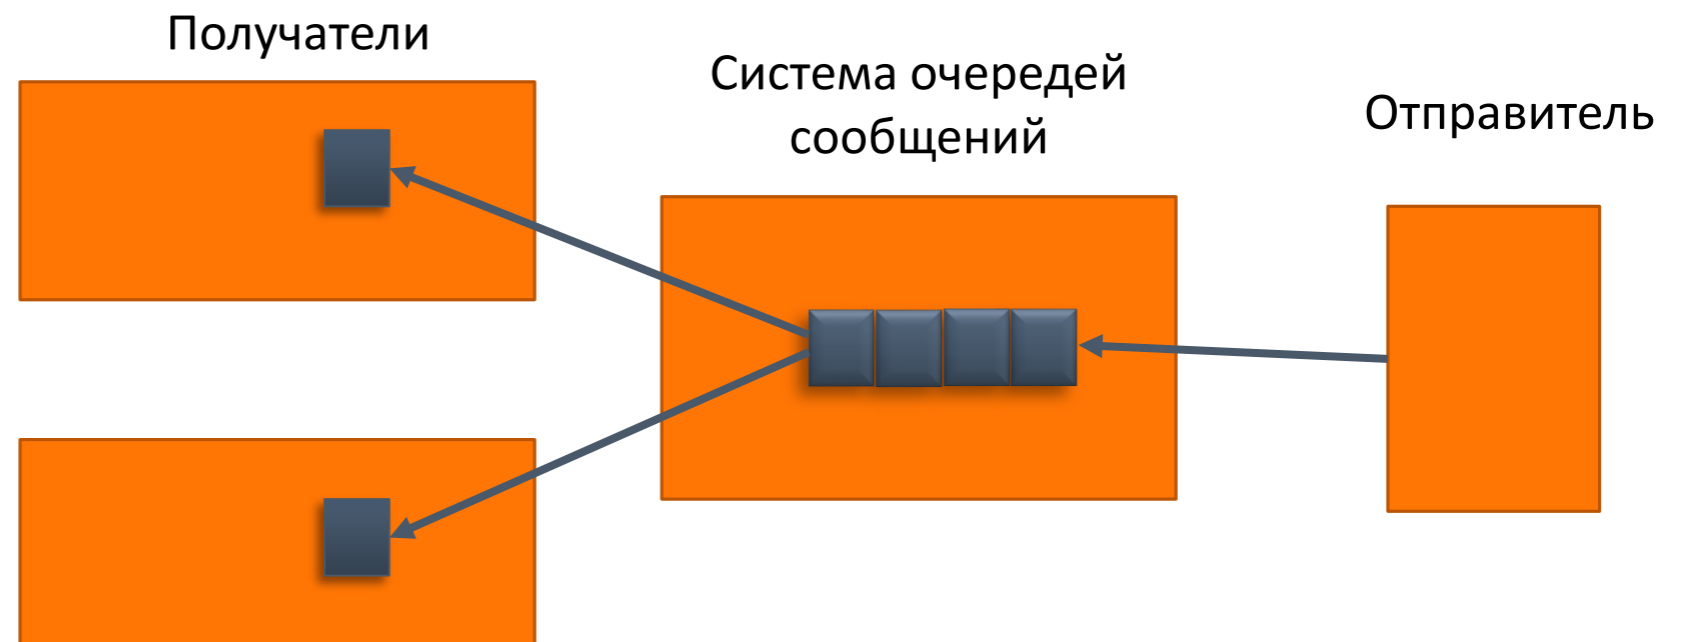 Получатели
Система очередей
сообщений
Отправитель